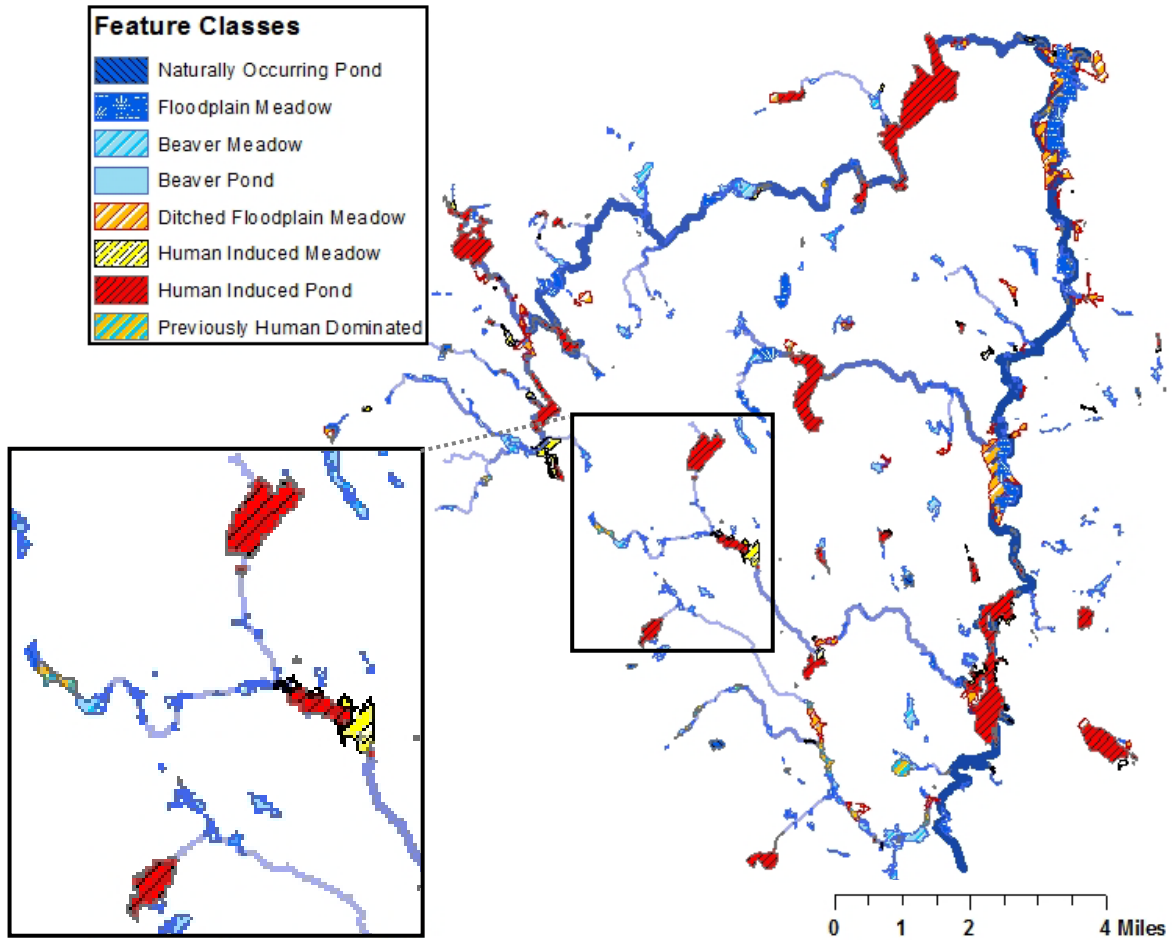 Feature Classes
Naturally Occurring Pond
Floodplain Meadow
Beaver Meadow
Beaver Pond
Ditched Floodplain Meadow
Human Induced Meadow
Human Induced Pond
Previously Human Dominated
0 1 2 4 Miles